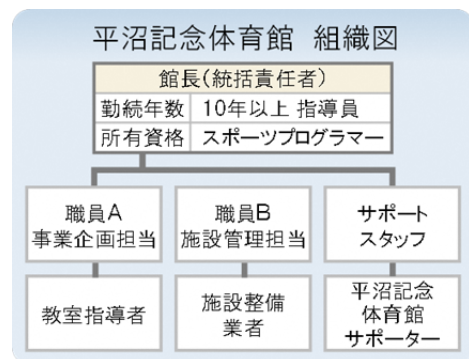 平沼記念体育館 組織図
館長(統括責任者)
勤続年数 10年以上 指導員
所有資格 スポーツプログラマー
職員A
事業企画担当
職員B
施設管理担当
サポート
スタッフ
教室指導者
施設整備
業者
平沼記念
体育館
サポーター